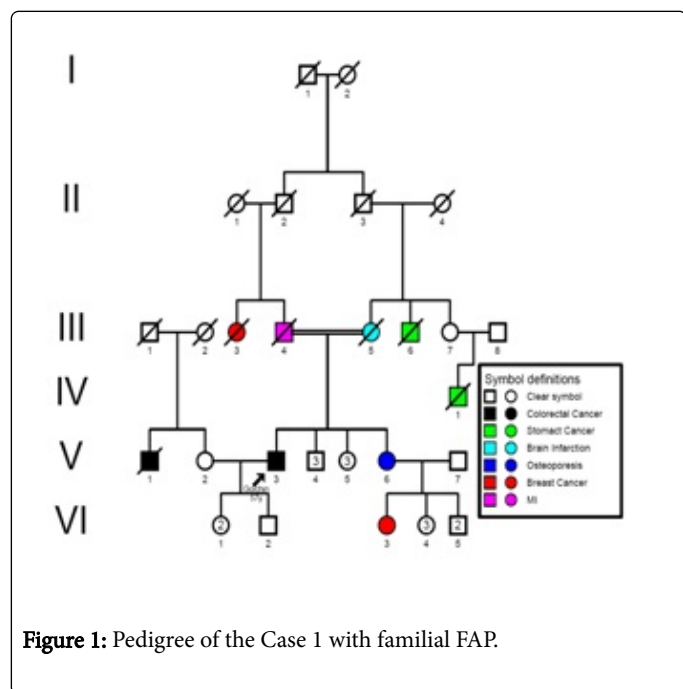 I
1 2
II
1 2 3 4
III
1 2 3 4 5 6 7 8
IV
1
Symbol definitions
Clear symbol
Colorectal Cancer
Stomact Cancer
Brain Infarction
Osteoporesis
Breast Cancer
MI
V
3 3
1 2 3 4 5 6 7
VI
2 3 2
1 2 3 4 5
Figure 1: Pedigree of the Case 1 with familial FAP.